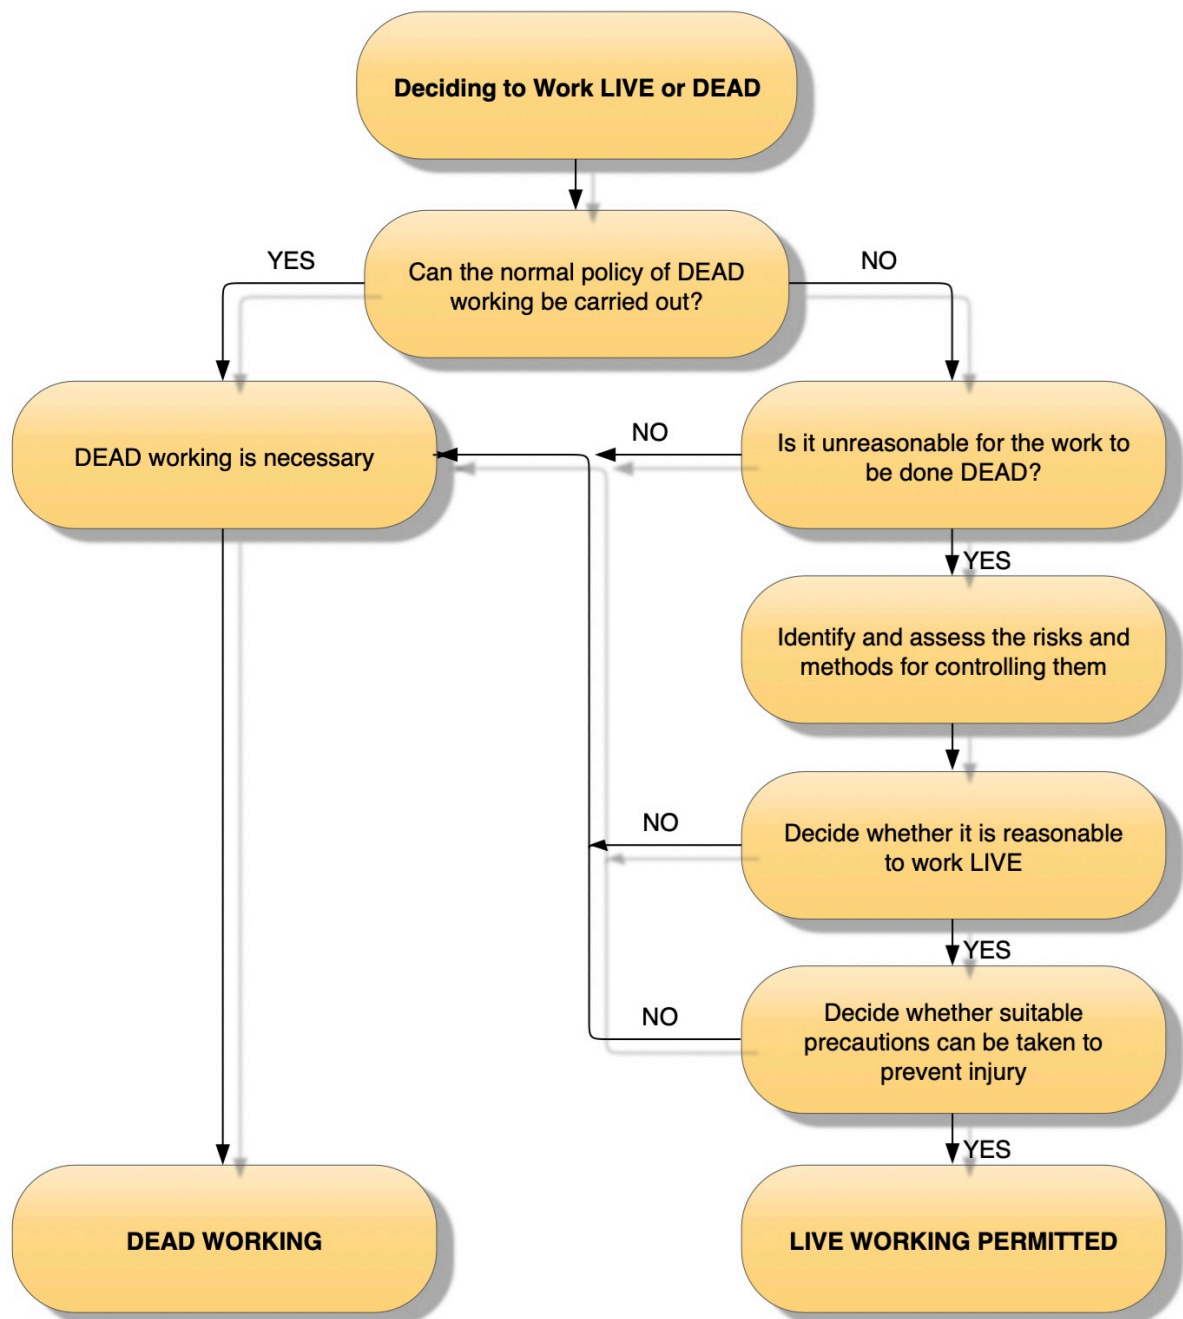 Deciding to Work LIVE or DEAD
YES
NO
Can the normal policy of DEAD
working be carried out?
DEAD working is necessary
NO
Is it unreasonable for the work to
be done DEAD?
YES
Identify and assess the risks and
methods for controlling them
NO
Decide whether it is reasonable
to work LIVE
YES
NO
Decide whether suitable
precautions can be taken to
prevent injury
YES
DEAD WORKING
LIVE WORKING PERMITTED